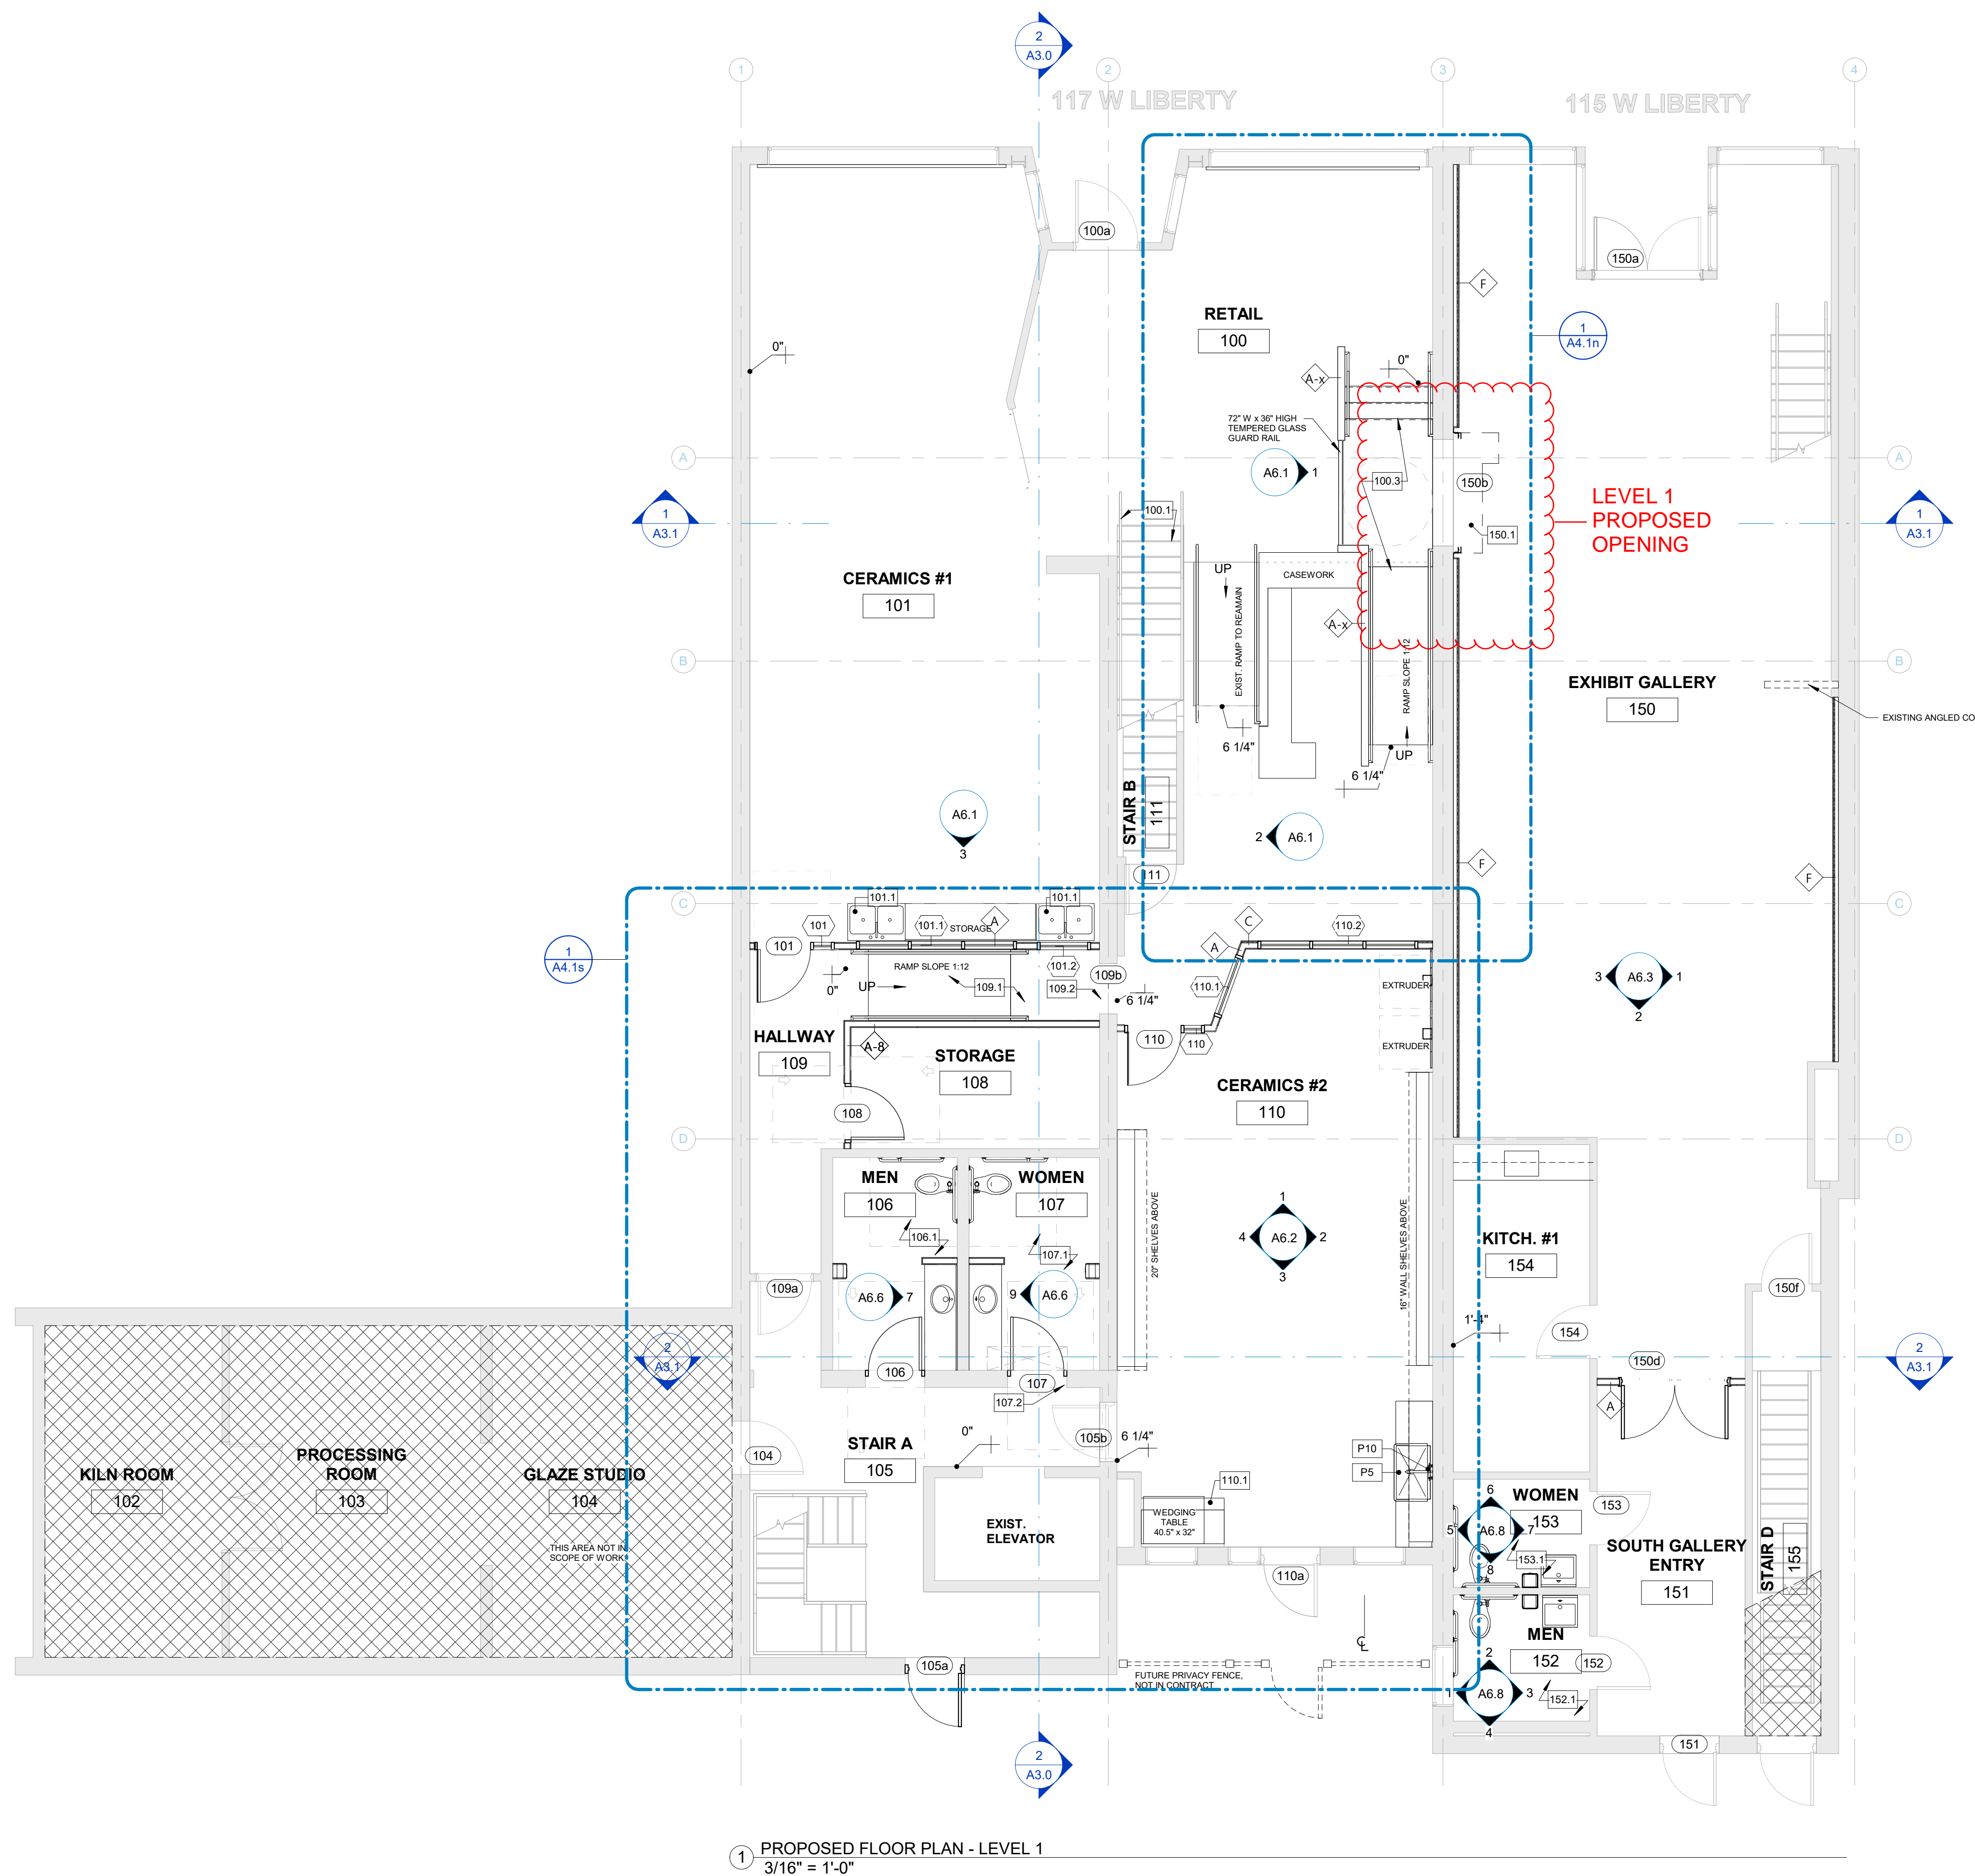 2
A3.0
1
2
3
4
117 W LIBERTY
115 W LIBERTY
100a
150a
F
RETAIL
100
1
A4.1n
0"
0"
A-x
72" W x 36" HIGH
TEMPERED GLASS
GUARD RAIL
A
A
A6.1
1
100.3
150b
LEVEL 1
PROPOSED
OPENING
1
A3.1
1
A3.1
100.1
150.1
CERAMICS #1
101
UP
CASEWORK
EXIST. RAMP TO REAMAIN
A-x
RAMP SLOPE 1:12
B
B
EXHIBIT GALLERY
150
EXISTING ANGLED CO
6 1/4"
UP
6 1/4"
STAIR B
111
A6.1
3
2
A6.1
F
F
111
C
C
101.1
101.1
101
101.1
STORAGE
A
C
110.2
101
A
1
A4.1s
RAMP SLOPE 1:12
101.2
109b
0"
UP
109.1
109.2
6 1/4"
110.1
EXTRUDER
3
A6.3
1
2
HALLWAY
109
A-8
STORAGE
108
110
110
EXTRUDER
CERAMICS #2
110
108
D
D
MEN
106
WOMEN
107
20" SHELVES ABOVE
16" WALL SHELVES ABOVE
106.1
107.1
1
4
A6.2
2
3
KITCH. #1
154
109a
A6.6
7
9
A6.6
150f
1'-4"
154
2
A3.1
2
A3.1
106
107
150d
107.2
A
0"
105b
6 1/4"
STAIR A
105
104
P10
P5
KILN ROOM
102
PROCESSING
ROOM
103
GLAZE STUDIO
104
THIS AREA NOT IN
SCOPE OF WORK
110.1
WEDGING
TABLE
40.5" x 32"
EXIST.
ELEVATOR
6
WOMEN
153
153
5
A6.8
7
8
153.1
SOUTH GALLERY
ENTRY
151
STAIR D
155
110a
MEN
152
152
2
1
A6.8
3
4
152.1
105a
FUTURE PRIVACY FENCE,
NOT IN CONTRACT
151
2
A3.0
1
PROPOSED FLOOR PLAN - LEVEL 1
3/16" = 1'-0"